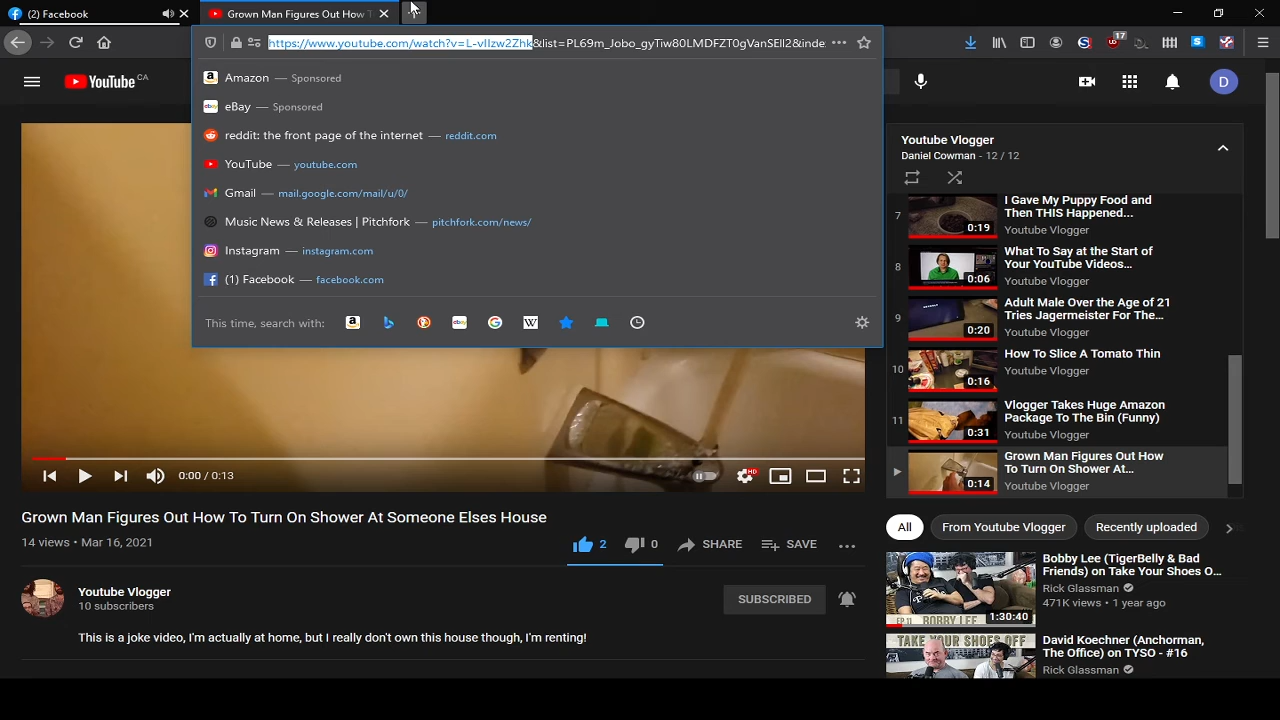 (2) Facebook
Grown Man Figures Out How T
https://www.youtube.com/watch?v=L-vIlzw2Zhk&list=PL69m_Jobo_gyTiw80LMDFZT0gVanSEll2&index
17
YouTube CA
D
Amazon — Sponsored
eBay — Sponsored
reddit: the front page of the internet — reddit.com
YouTube — youtube.com
Gmail — mail.google.com/mail/u/0/
Music News & Releases | Pitchfork — pitchfork.com/news/
Instagram — instagram.com
(1) Facebook — facebook.com
This time, search with:
0:00 / 0:13
HD
Grown Man Figures Out How To Turn On Shower At Someone Elses House
14 views • Mar 16, 2021
2
0
SHARE
SAVE
Youtube Vlogger
10 subscribers
SUBSCRIBED
This is a joke video, I'm actually at home, but I really don't own this house though, I'm renting!
Youtube Vlogger
Daniel Cowman - 12 / 12
7
0:19
I Gave My Puppy Food and
Then THIS Happened...
Youtube Vlogger
8
0:06
What To Say at the Start of
Your YouTube Videos...
Youtube Vlogger
9
0:20
Adult Male Over the Age of 21
Tries Jagermeister For The...
Youtube Vlogger
10
0:16
How To Slice A Tomato Thin
Youtube Vlogger
11
0:31
Vlogger Takes Huge Amazon
Package To The Bin (Funny)
Youtube Vlogger
0:14
Grown Man Figures Out How
To Turn On Shower At...
Youtube Vlogger
All
From Youtube Vlogger
Recently uploaded
EP 11 BOBBY LEE
1:30:40
Bobby Lee (TigerBelly & Bad
Friends) on Take Your Shoes O...
Rick Glassman
471K views • 1 year ago
TAKE YOUR SHOES OFF
David Koechner (Anchorman,
The Office) on TYSO - #16
Rick Glassman